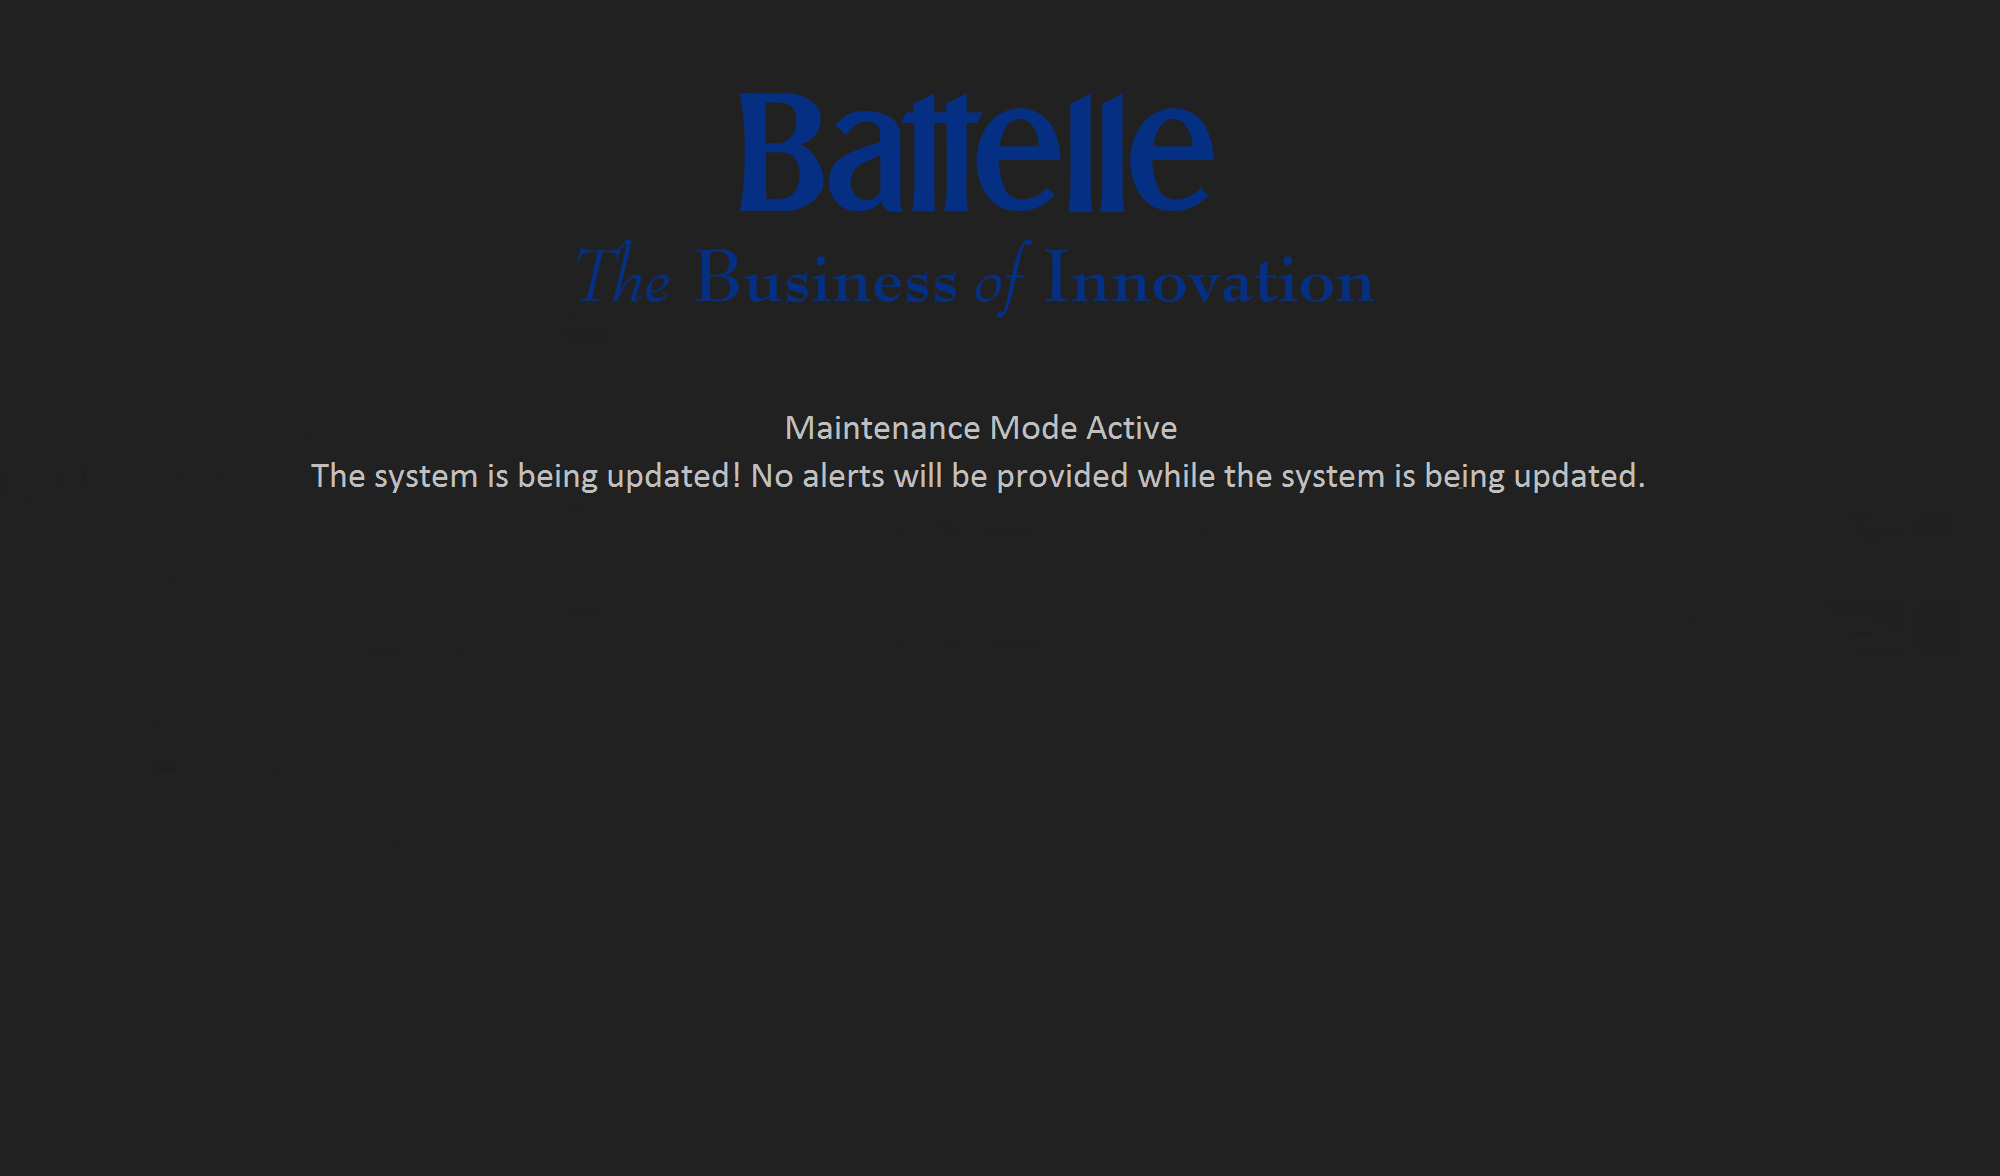 Battelle
The Business of Innovation
Maintenance Mode Active
The system is being updated! No alerts will be provided while the system is being updated.